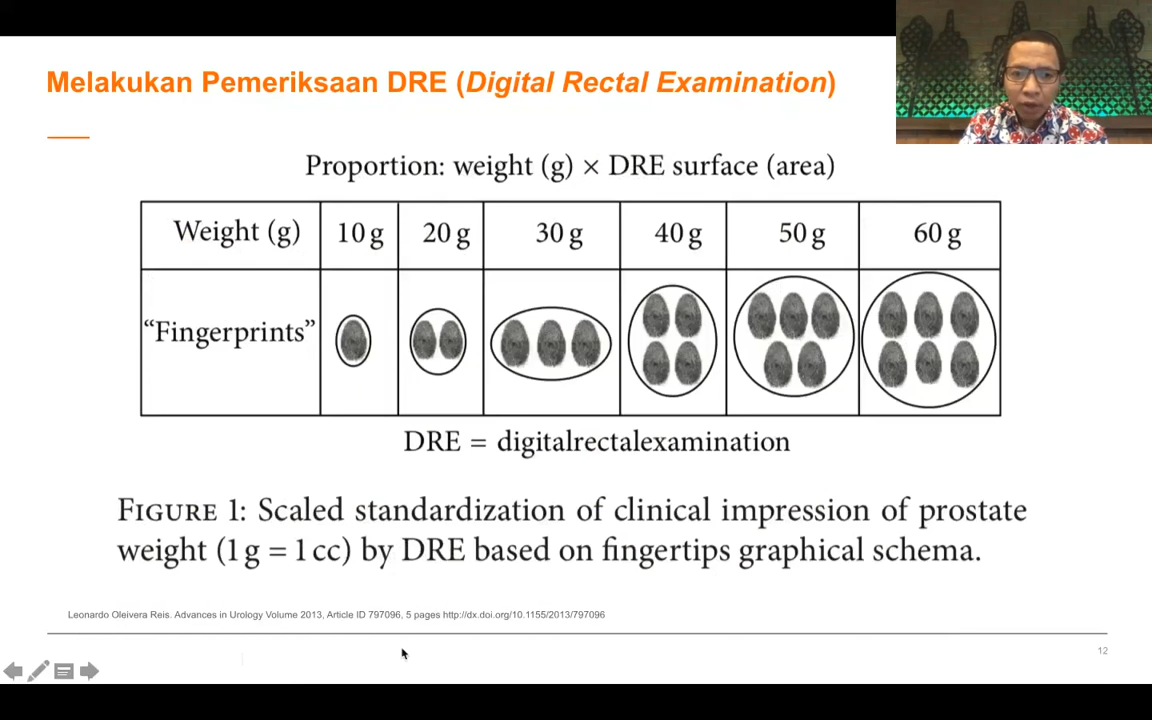 Melakukan Pemeriksaan DRE (Digital Rectal Examination)
Proportion: weight (g) × DRE surface (area)
Weight (g) 10 g 20 g 30 g 40 g 50 g 60 g
“Fingerprints”
DRE = digitalrectalexamination
FIGURE 1: Scaled standardization of clinical impression of prostate
weight (1 g = 1 cc) by DRE based on fingertips graphical schema.
Leonardo Oleivera Reis. Advances in Urology Volume 2013, Article ID 797096, 5 pages http://dx.doi.org/10.1155/2013/797096
12